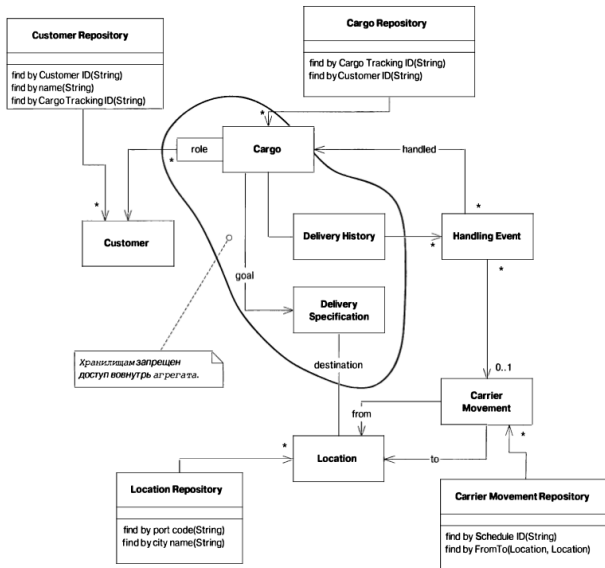 Customer Repository
find by Customer ID(String)
find by name(String)
find by Cargo Tracking ID(String)
Cargo Repository
find by Cargo Tracking ID(String)
find by Customer ID(String)
*
role
*
Cargo
handled
*
*
Customer
Delivery History
*
Handling Event
*
goal
Delivery
Specification
Хранилищам запрещен
доступ вовнутрь агрегата.
destination
0..1
Carrier
Movement
from
*
*
Location
to
Location Repository
find by port code(String)
find by city name(String)
Carrier Movement Repository
find by Schedule ID(String)
find by FromTo(Location, Location)